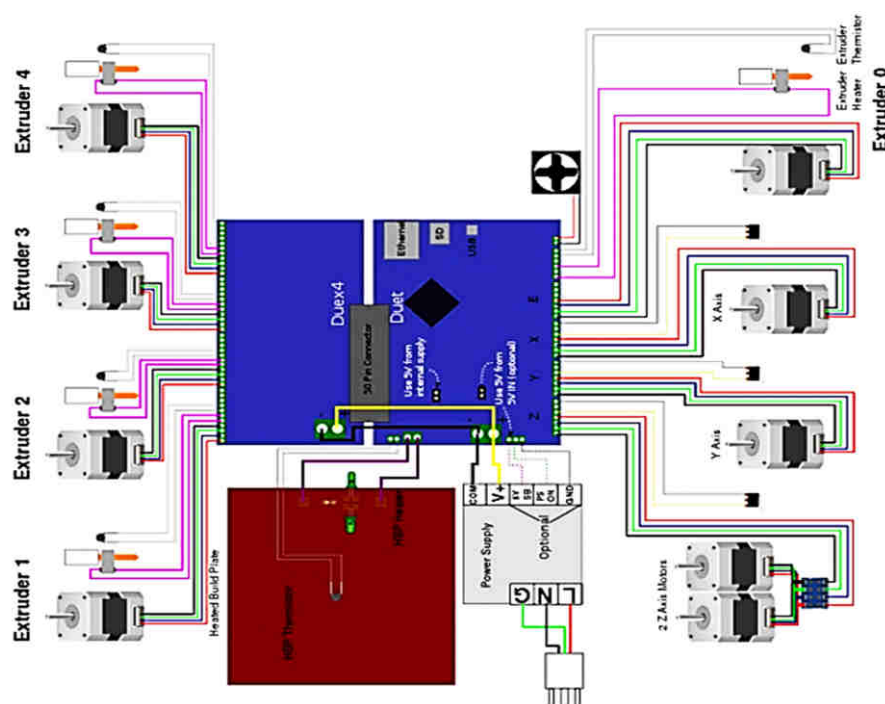 Extruder 4
Extruder 3
Extruder 2
Extruder 1
Heated Build Plate
Duex4
Duet
50 Pin Connector
Ethernet
SD
USB
Use 5V from
internal supply
Use 5V from
5V IN (optional)
E
X
Y
Z
Extruder
Thermistor
Extruder
Heater
Extruder 0
X Axis
Y Axis
2 Z Axis Motors
HBP Thermistor
HBP Heater
COM
V+
5V
SB
PS
ON
GND
Power Supply
Optional
G
N
L